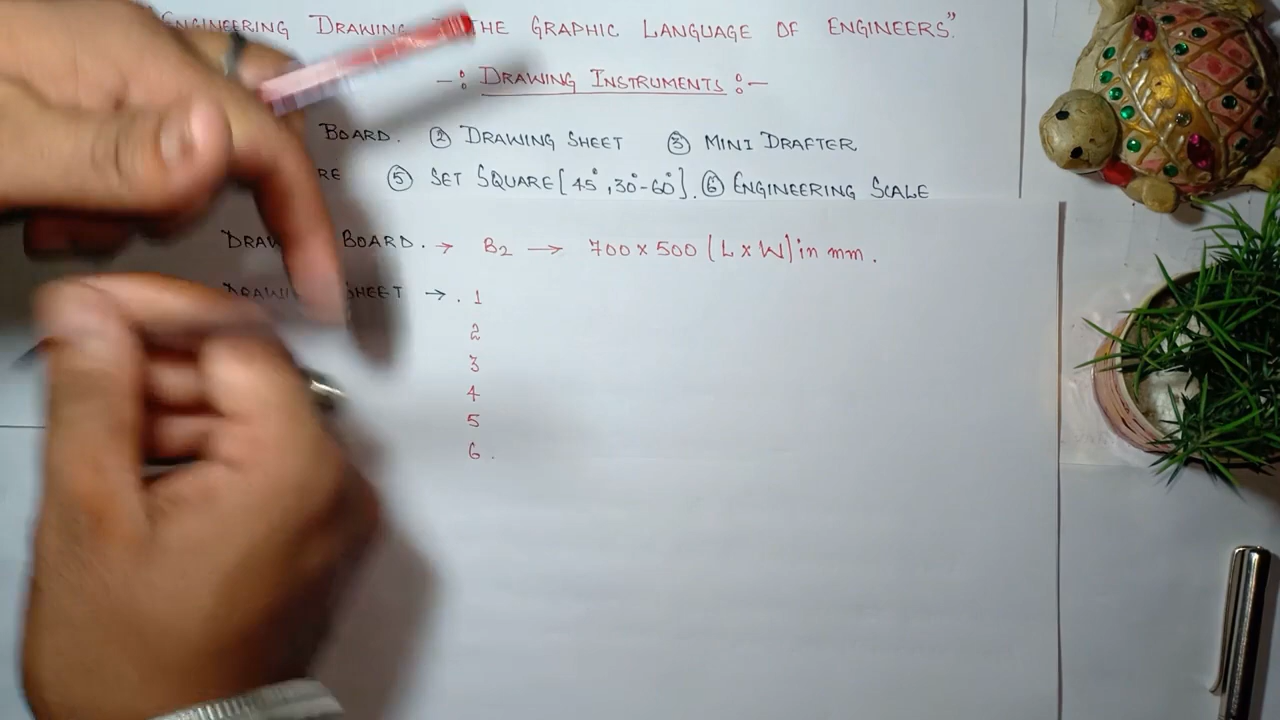 ENGINEERING DRAWING THE GRAPHIC LANGUAGE OF ENGINEERS"
-: DRAWING INSTRUMENTS :-
BOARD. ② DRAWING SHEET ③ MINI DRAFTER
RE ⑤ SET SQUARE[45°,30°-60°]. ⑥ ENGINEERING SCALE
BOARD. → B2 → 700 x 500 (L x W) in mm.
SHEET → . 1
2
3
4
5
6.